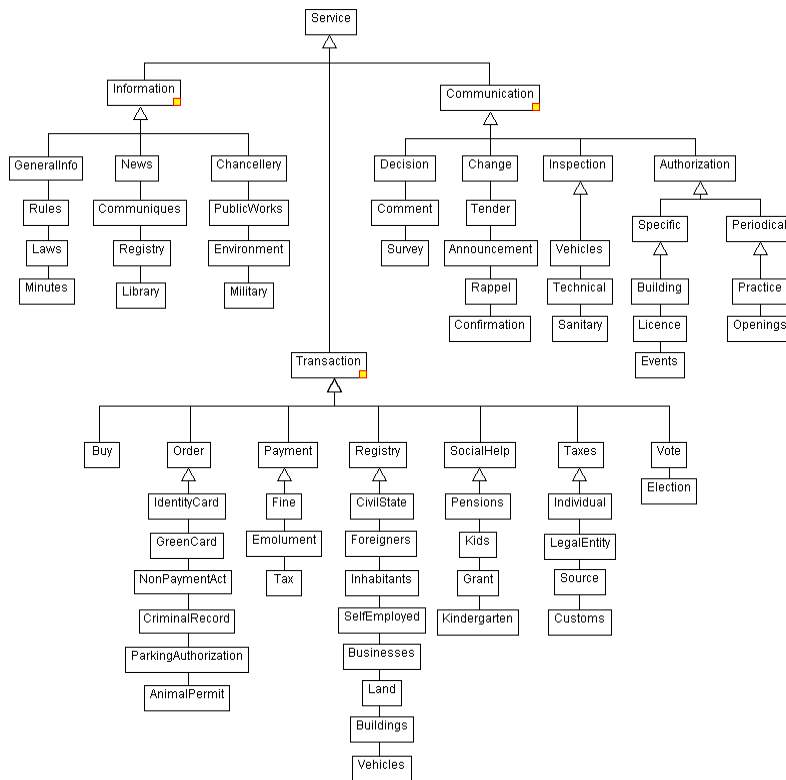 Service
Information
Communication
GeneralInfo
News
Chancellery
Decision
Change
Inspection
Authorization
Rules
Communiques
PublicWorks
Comment
Tender
Specific
Periodical
Laws
Registry
Environment
Survey
Announcement
Vehicles
Minutes
Library
Military
Rappel
Technical
Building
Practice
Confirmation
Sanitary
Licence
Openings
Events
Transaction
Buy
Order
Payment
Registry
SocialHelp
Taxes
Vote
IdentityCard
Fine
CivilState
Pensions
Individual
Election
GreenCard
Emolument
Foreigners
Kids
LegalEntity
NonPaymentAct
Tax
Inhabitants
Grant
Source
CriminalRecord
SelfEmployed
Kindergarten
Customs
ParkingAuthorization
Businesses
AnimalPermit
Land
Buildings
Vehicles